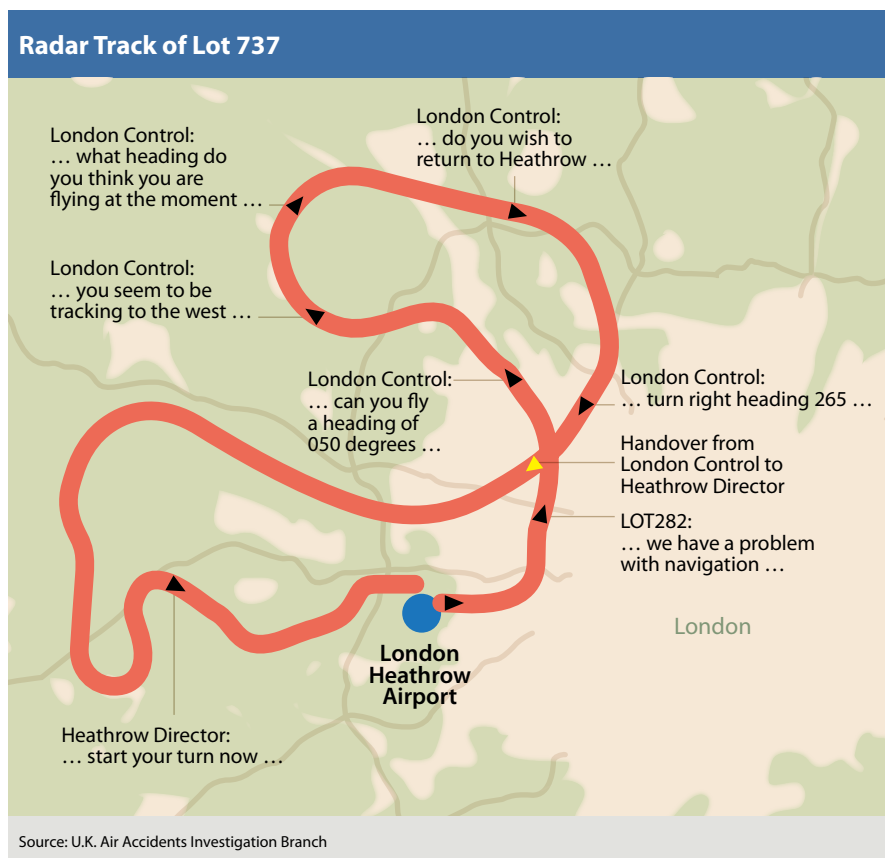 Radar Track of Lot 737
London Control:
… what heading do
you think you are
flying at the moment …
London Control:
… do you wish to
return to Heathrow …
London Control:
… you seem to be
tracking to the west …
London Control:
… can you fly
a heading of
050 degrees …
London Control:
… turn right heading 265 …
Handover from
London Control to
Heathrow Director
LOT282:
… we have a problem
with navigation …
London
London
Heathrow
Airport
Heathrow Director:
… start your turn now …
Source: U.K. Air Accidents Investigation Branch